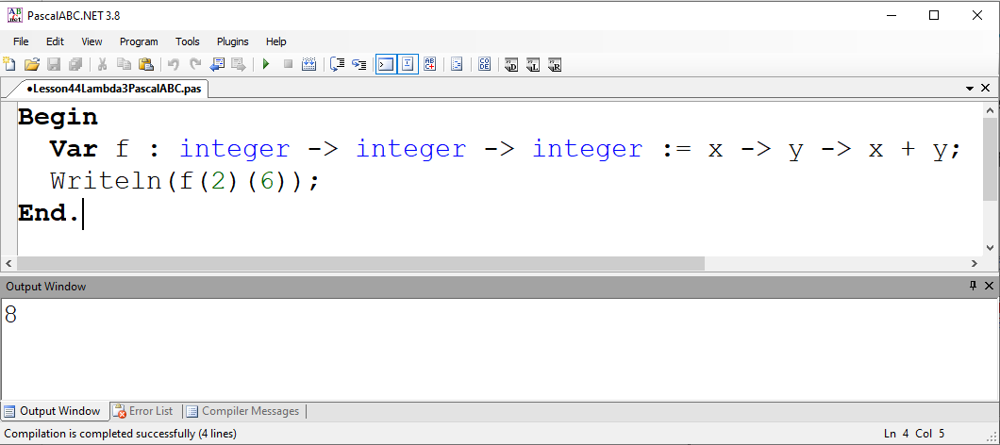 PascalABC.NET 3.8
File Edit View Program Tools Plugins Help
•Lesson44Lambda3PascalABC.pas
Begin
  Var f : integer -> integer -> integer := x -> y -> x + y;
  Writeln(f(2)(6));
End.
Output Window
8
Output Window Error List Compiler Messages
Compilation is completed successfully (4 lines) Ln 4 Col 5